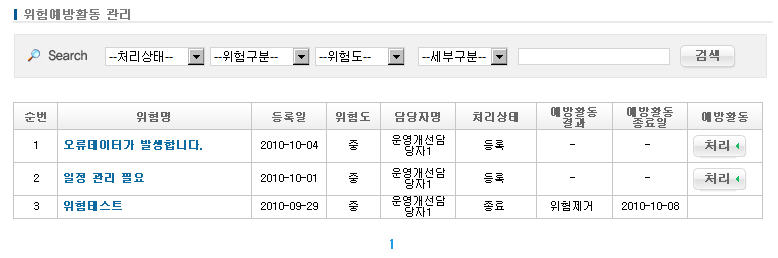 위험예방활동 관리
Search --처리상태-- --위험구분-- --위험도-- --세부구분-- 검색
순번 위험명 등록일 위험도 담당자명 처리상태 예방활동 결과 예방활동 종료일 예방활동
1 오류데이터가 발생합니다. 2010-10-04 중 운영개선담당자1 등록 - - 처리
2 일정 관리 필요 2010-10-01 중 운영개선담당자1 등록 - - 처리
3 위험테스트 2010-09-29 중 운영개선담당자1 종료 위험제거 2010-10-08
1